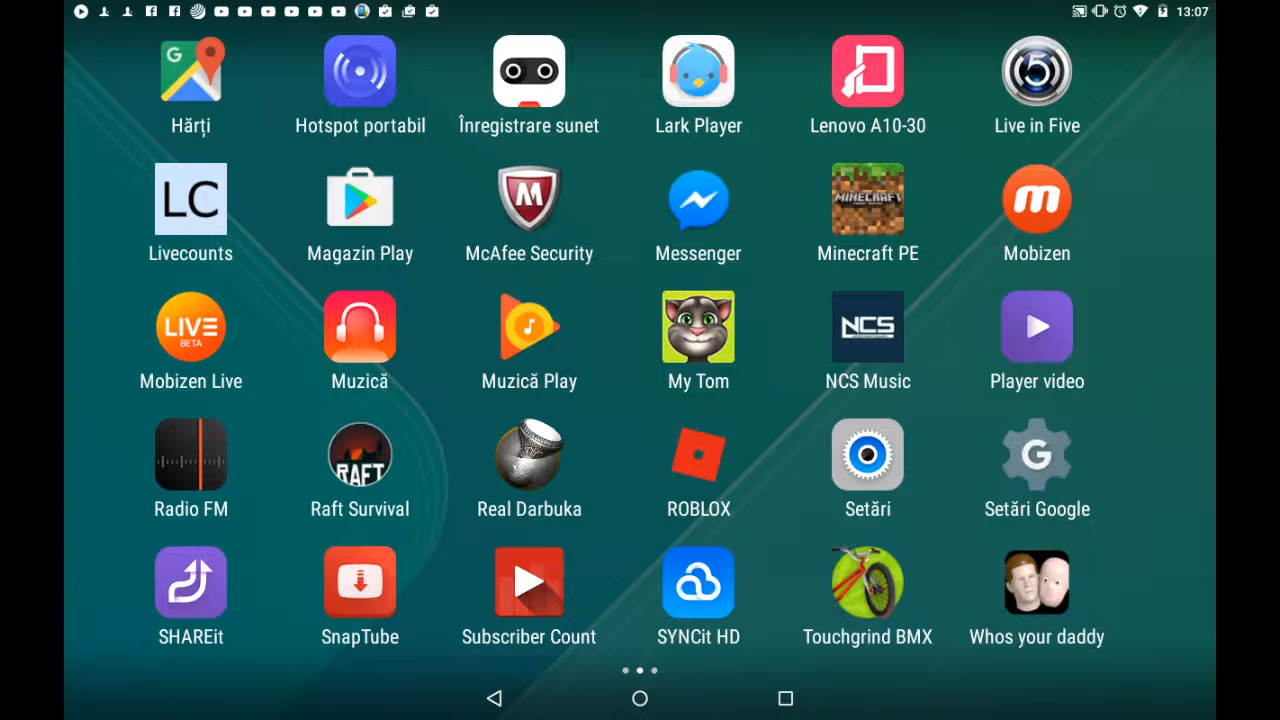 13:07
G
5
Hărți
Hotspot portabil
Înregistrare sunet
Lark Player
Lenovo A10-30
Live in Five
LC
M
MINECRAFT
m
Livecounts
Magazin Play
McAfee Security
Messenger
Minecraft PE
Mobizen
LIVE
BETA
NCS
Mobizen Live
Muzică
Muzică Play
My Tom
NCS Music
Player video
RAFT
G
Radio FM
Raft Survival
Real Darbuka
ROBLOX
Setări
Setări Google
SHAREit
SnapTube
Subscriber Count
SYNCit HD
Touchgrind BMX
Whos your daddy